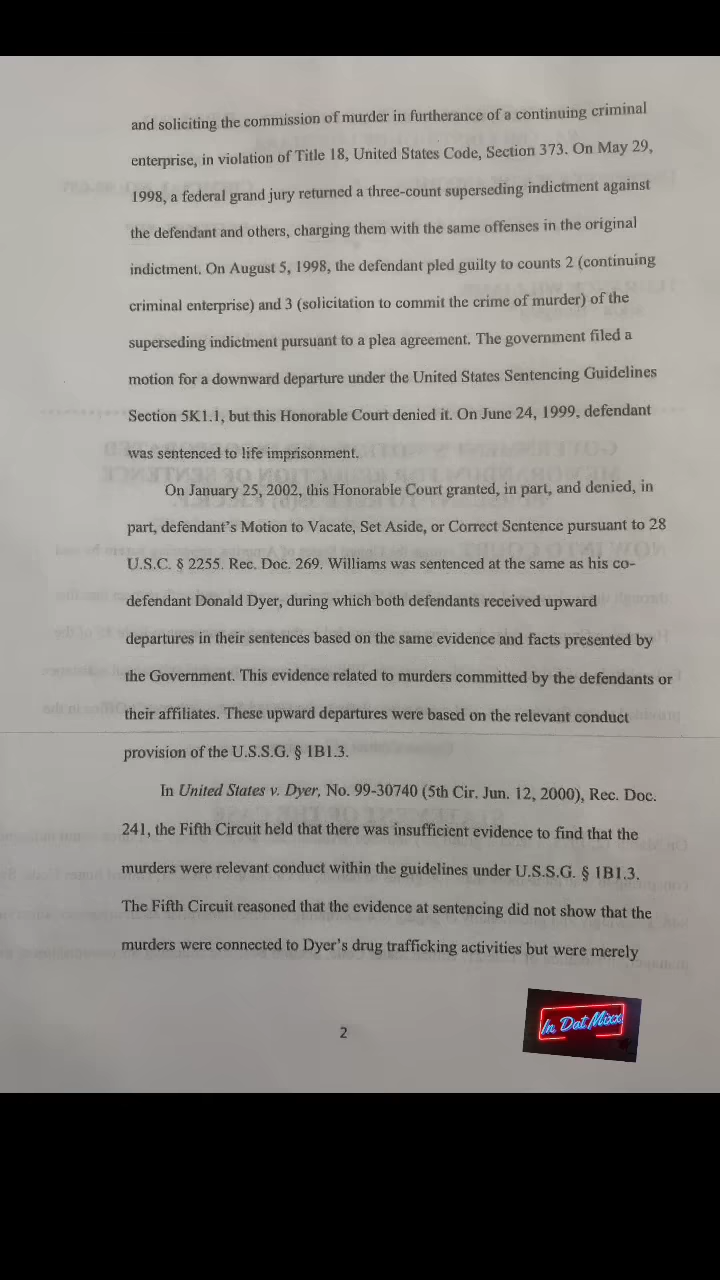 and soliciting the commission of murder in furtherance of a continuing criminal
enterprise, in violation of Title 18, United States Code, Section 373. On May 29,
1998, a federal grand jury returned a three-count superseding indictment against
the defendant and others, charging them with the same offenses in the original
indictment. On August 5, 1998, the defendant pled guilty to counts 2 (continuing
criminal enterprise) and 3 (solicitation to commit the crime of murder) of the
superseding indictment pursuant to a plea agreement. The government filed a
motion for a downward departure under the United States Sentencing Guidelines
Section 5K1.1, but this Honorable Court denied it. On June 24, 1999, defendant
was sentenced to life imprisonment.
On January 25, 2002, this Honorable Court granted, in part, and denied, in
part, defendant's Motion to Vacate, Set Aside, or Correct Sentence pursuant to 28
U.S.C. § 2255. Rec. Doc. 269. Williams was sentenced at the same as his co-
defendant Donald Dyer, during which both defendants received upward
departures in their sentences based on the same evidence and facts presented by
the Government. This evidence related to murders committed by the defendants or
their affiliates. These upward departures were based on the relevant conduct
provision of the U.S.S.G. § 1B1.3.
In United States v. Dyer, No. 99-30740 (5th Cir. Jun. 12, 2000), Rec. Doc.
241, the Fifth Circuit held that there was insufficient evidence to find that the
murders were relevant conduct within the guidelines under U.S.S.G. § 1B1.3.
The Fifth Circuit reasoned that the evidence at sentencing did not show that the
murders were connected to Dyer's drug trafficking activities but were merely
2
In Dat Mixx